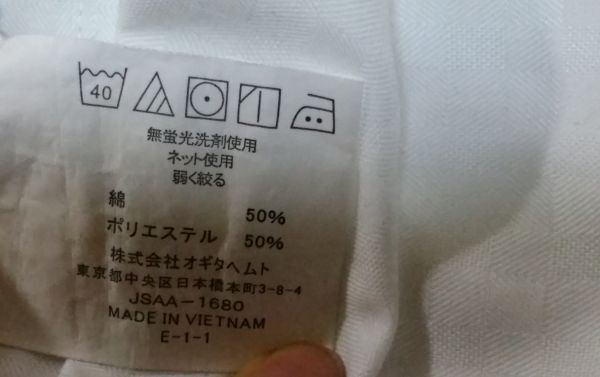 40
無蛍光洗剤使用
ネット使用
弱く絞る
綿 50%
ポリエステル 50%
株式会社オギタヘムト
東京都中央区日本橋本町3-8-4
JSAA-1680
MADE IN VIETNAM
E-1-1